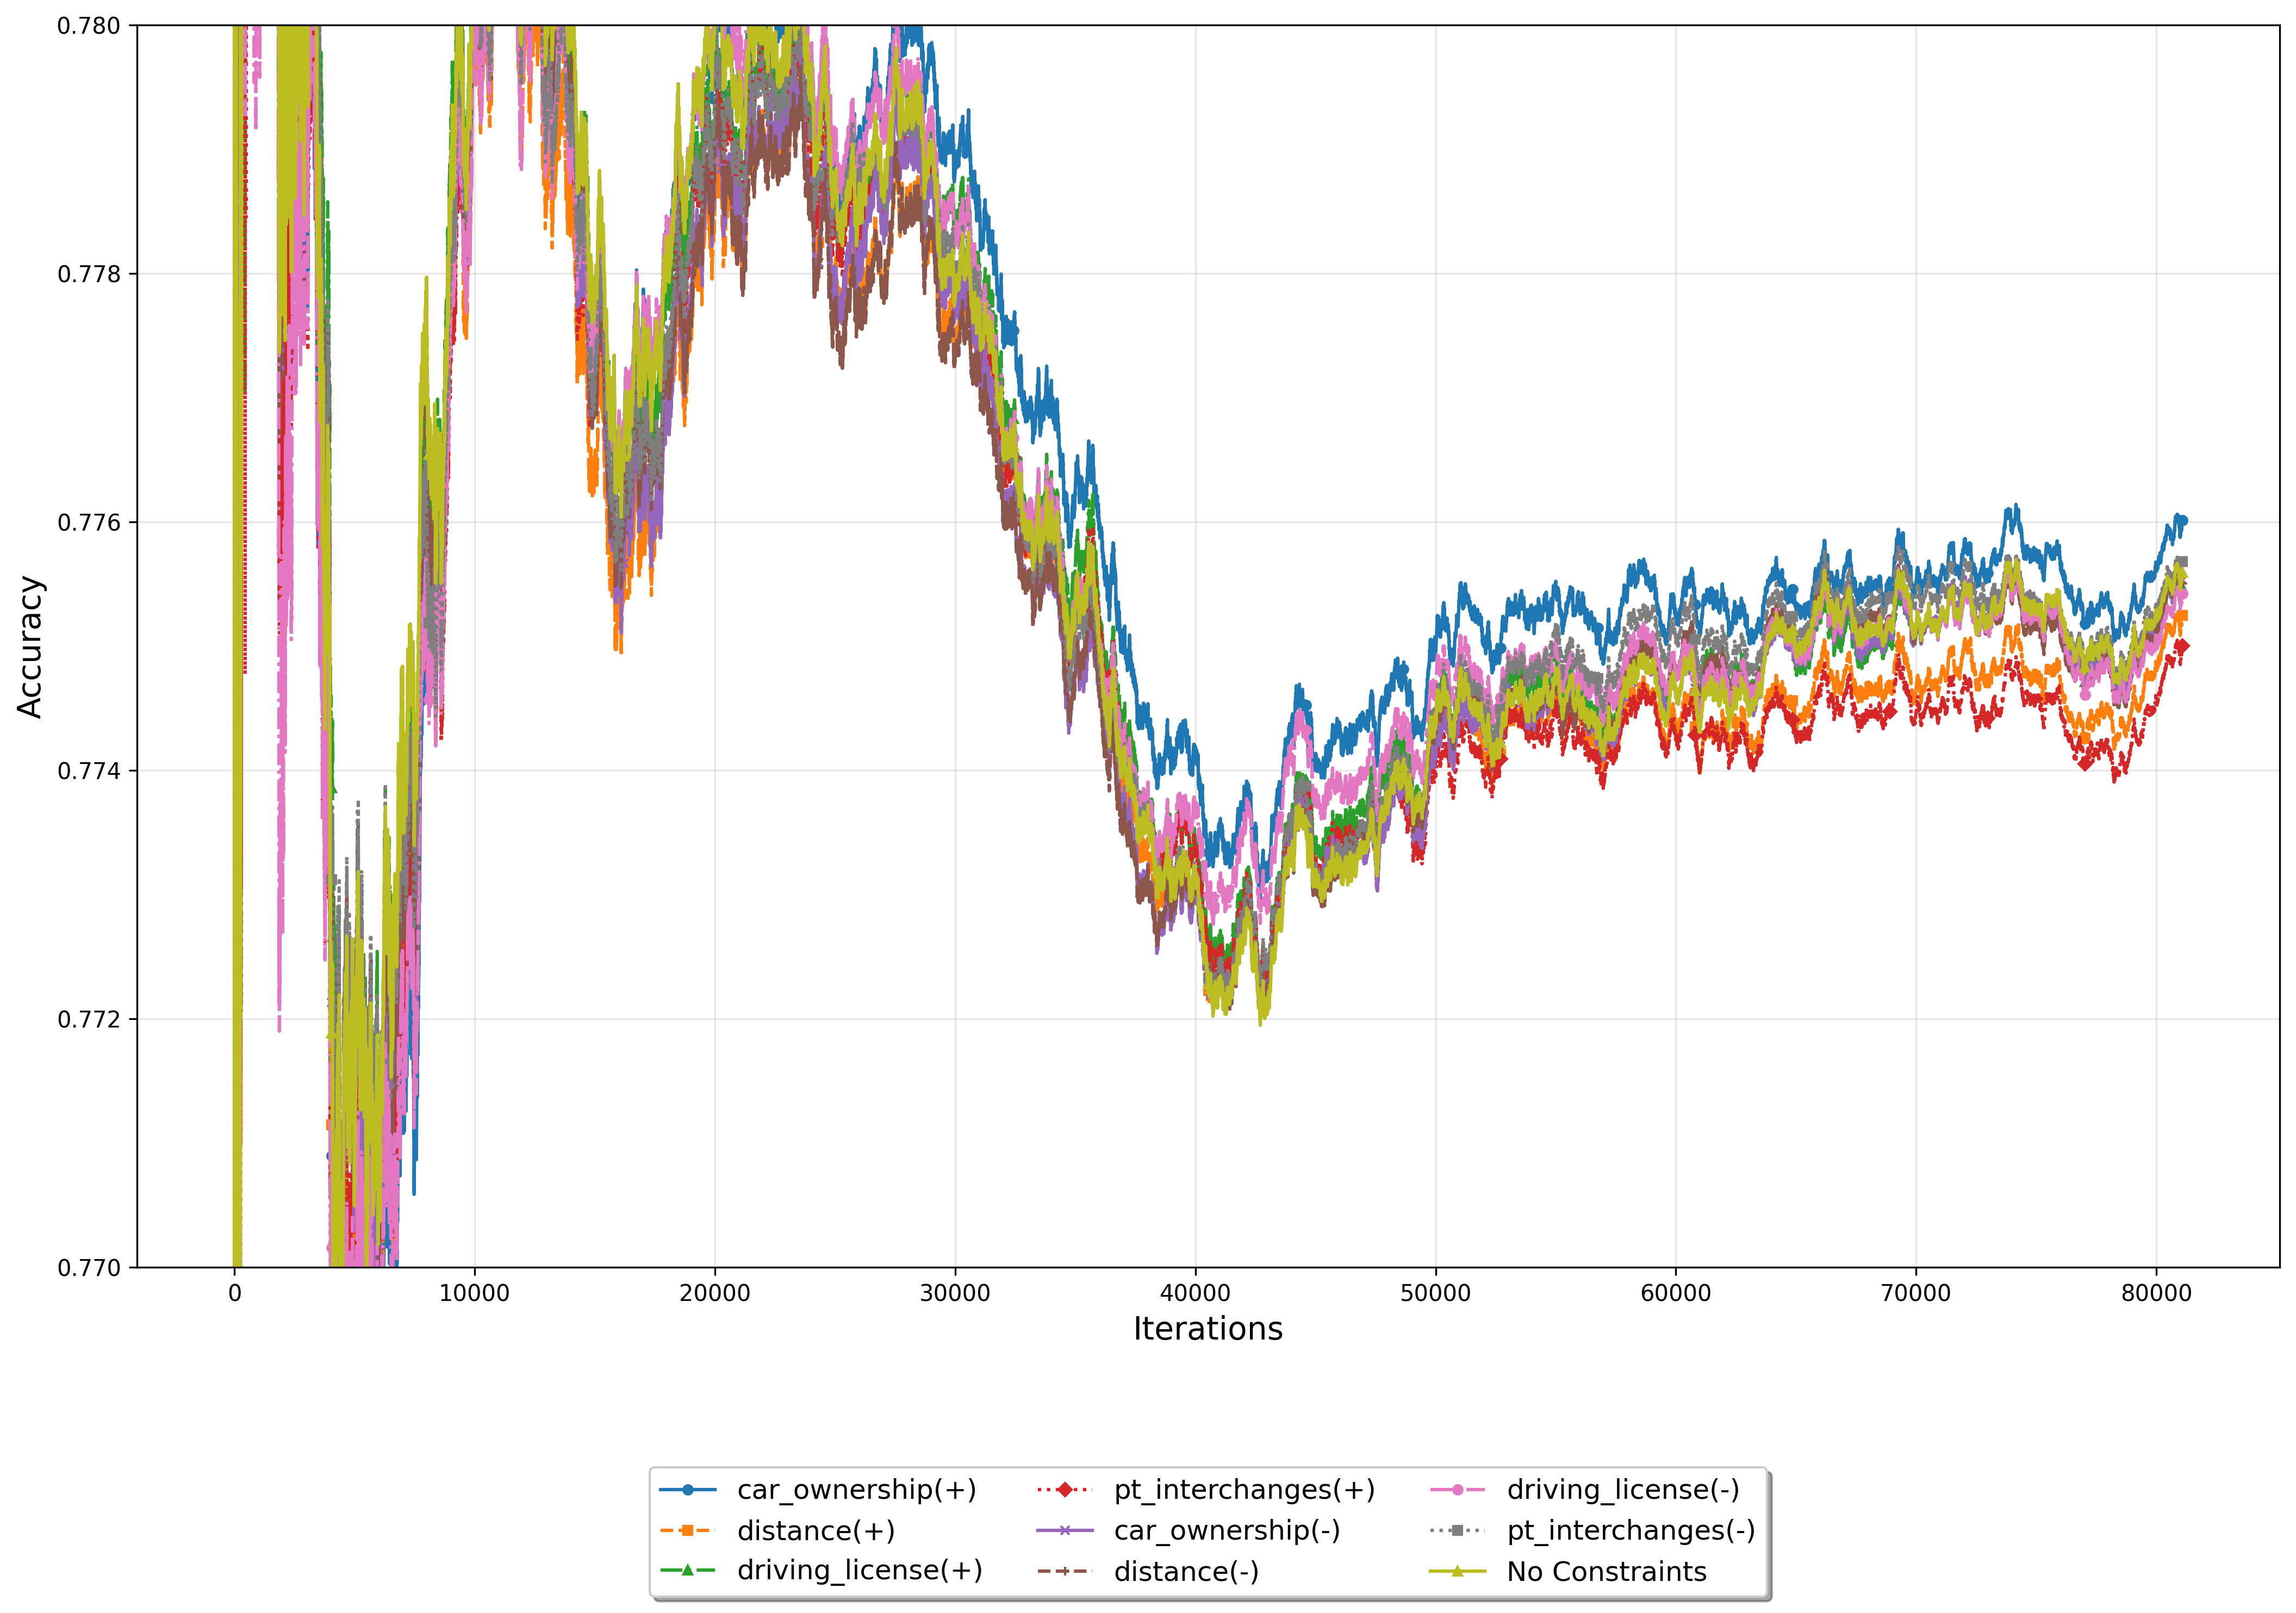 0.780
0.778
0.776
0.774
0.772
0.770
Accuracy
0 10000 20000 30000 40000 50000 60000 70000 80000
Iterations
car_ownership(+) pt_interchanges(+) driving_license(-)
distance(+) car_ownership(-) pt_interchanges(-)
driving_license(+) distance(-) No Constraints